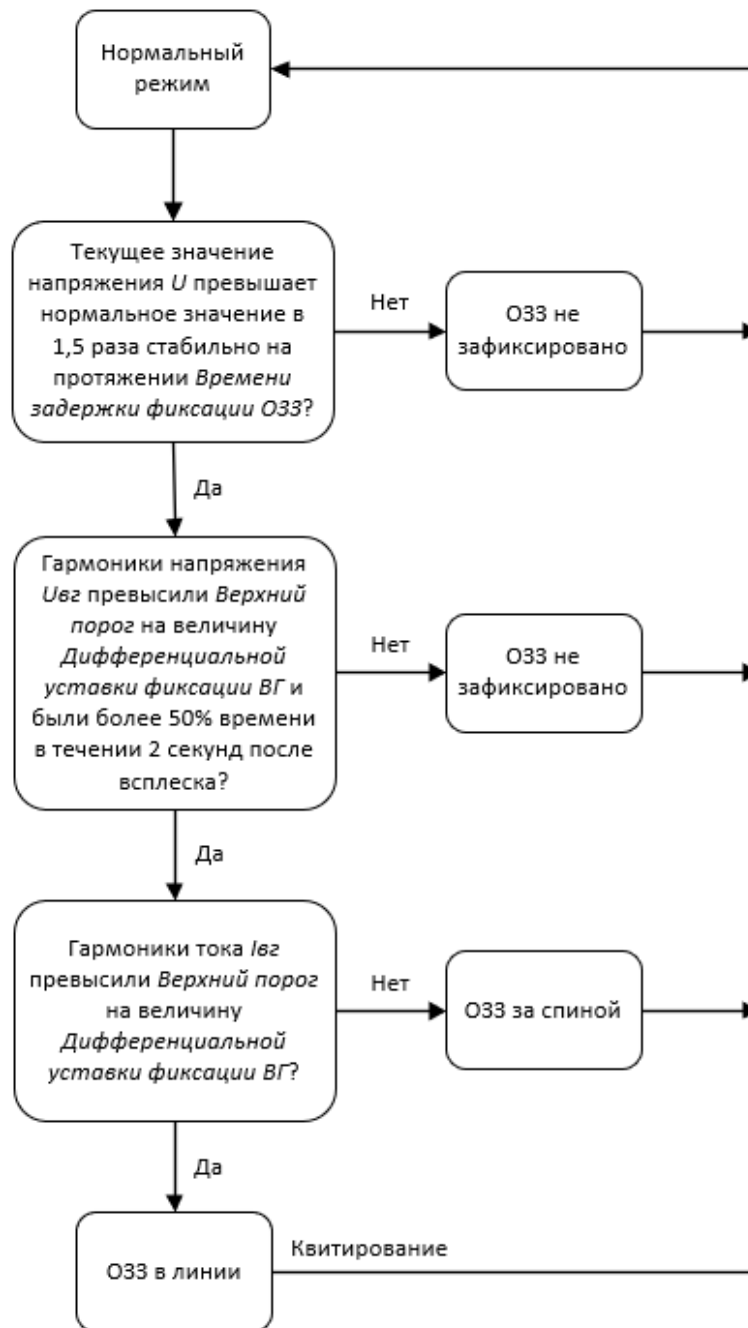 Нормальный
режим
Текущее значение
напряжения U превышает
нормальное значение в
1,5 раза стабильно на
протяжении Времени
задержки фиксации ОЗЗ?
Нет
ОЗЗ не
зафиксировано
Да
Гармоники напряжения
Uвг превысили Верхний
порог на величину
Дифференциальной
уставки фиксации ВГ и
были более 50% времени
в течении 2 секунд после
всплеска?
Нет
ОЗЗ не
зафиксировано
Да
Гармоники тока Iвг
превысили Верхний порог
на величину
Дифференциальной
уставки фиксации ВГ?
Нет
ОЗЗ за спиной
Да
ОЗЗ в линии
Квитирование